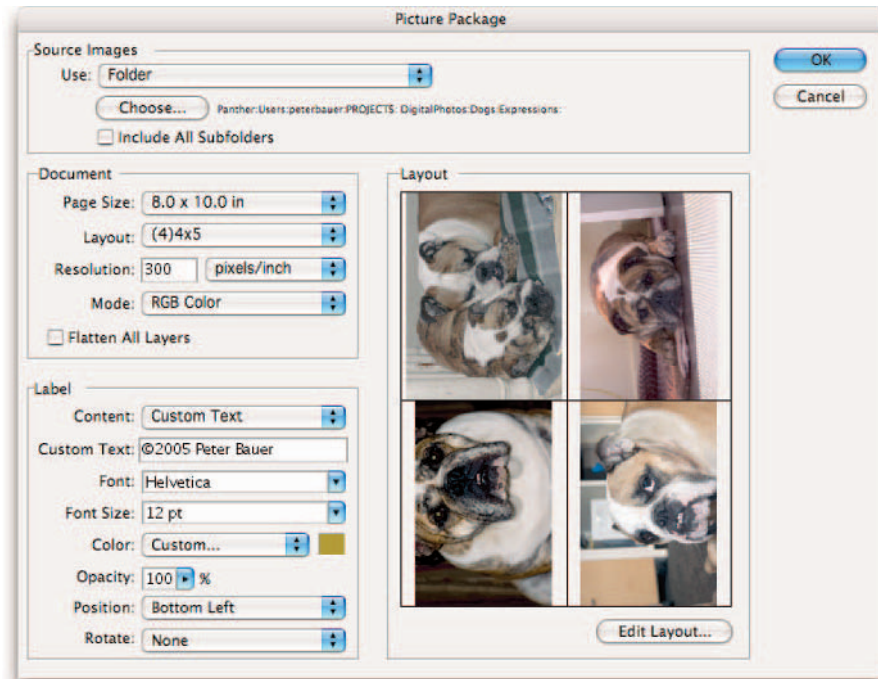 Picture Package
Source Images
Use: Folder
Choose... Panther:Users:peterbauer:PROJECTS: DigitalPhotos:Dogs:Expressions:
Include All Subfolders
OK
Cancel
Document
Page Size: 8.0 x 10.0 in
Layout: (4)4x5
Resolution: 300 pixels/inch
Mode: RGB Color
Flatten All Layers
Label
Content: Custom Text
Custom Text: ©2005 Peter Bauer
Font: Helvetica
Font Size: 12 pt
Color: Custom...
Opacity: 100 %
Position: Bottom Left
Rotate: None
Layout
Edit Layout...